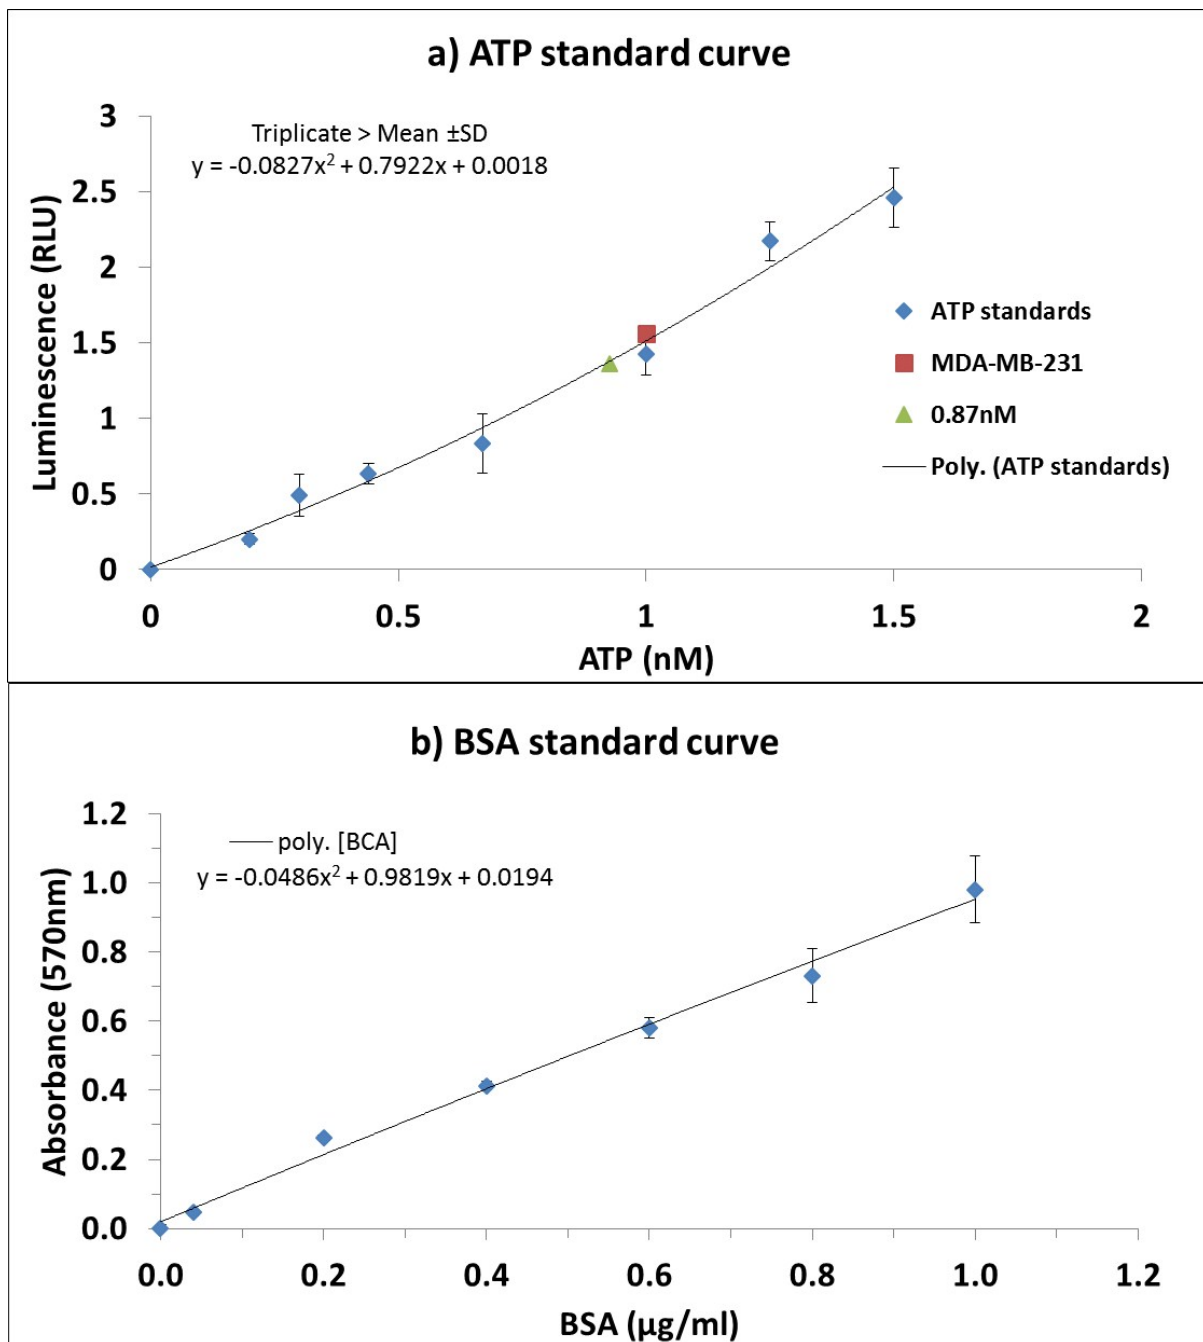 a) ATP standard curve
Triplicate > Mean ±SD
y = -0.0827x² + 0.7922x + 0.0018
Luminescence (RLU)
3
2.5
2
1.5
1
0.5
0
ATP standards
MDA-MB-231
0.87nM
Poly. (ATP standards)
0 0.5 1 1.5 2
ATP (nM)
b) BSA standard curve
poly. [BCA]
y = -0.0486x² + 0.9819x + 0.0194
Absorbance (570nm)
1.2
1.0
0.8
0.6
0.4
0.2
0.0
0.0 0.2 0.4 0.6 0.8 1.0 1.2
BSA (µg/ml)